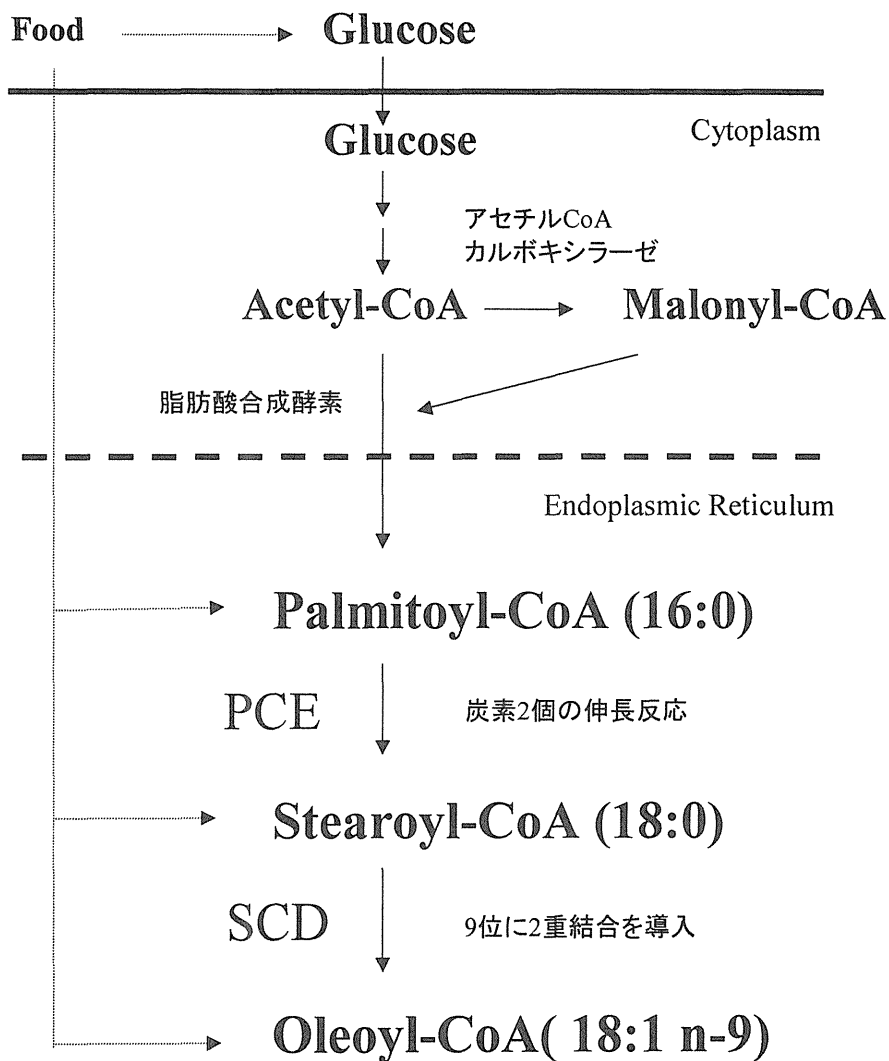 Food
Glucose
Glucose
Cytoplasm
アセチルCoA
カルボキシラーゼ
Acetyl-CoA
Malonyl-CoA
脂肪酸合成酵素
Endoplasmic Reticulum
Palmitoyl-CoA (16:0)
PCE
炭素2個の伸長反応
Stearoyl-CoA (18:0)
SCD
9位に2重結合を導入
Oleoyl-CoA( 18:1 n-9)